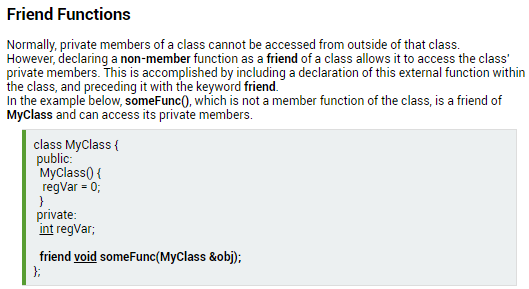 Friend Functions
Normally, private members of a class cannot be accessed from outside of that class.
However, declaring a non-member function as a friend of a class allows it to access the class'
private members. This is accomplished by including a declaration of this external function within
the class, and preceding it with the keyword friend.
In the example below, someFunc(), which is not a member function of the class, is a friend of
MyClass and can access its private members.
class MyClass {
public:
MyClass() {
regVar = 0;
}
private:
int regVar;
friend void someFunc(MyClass &obj);
};